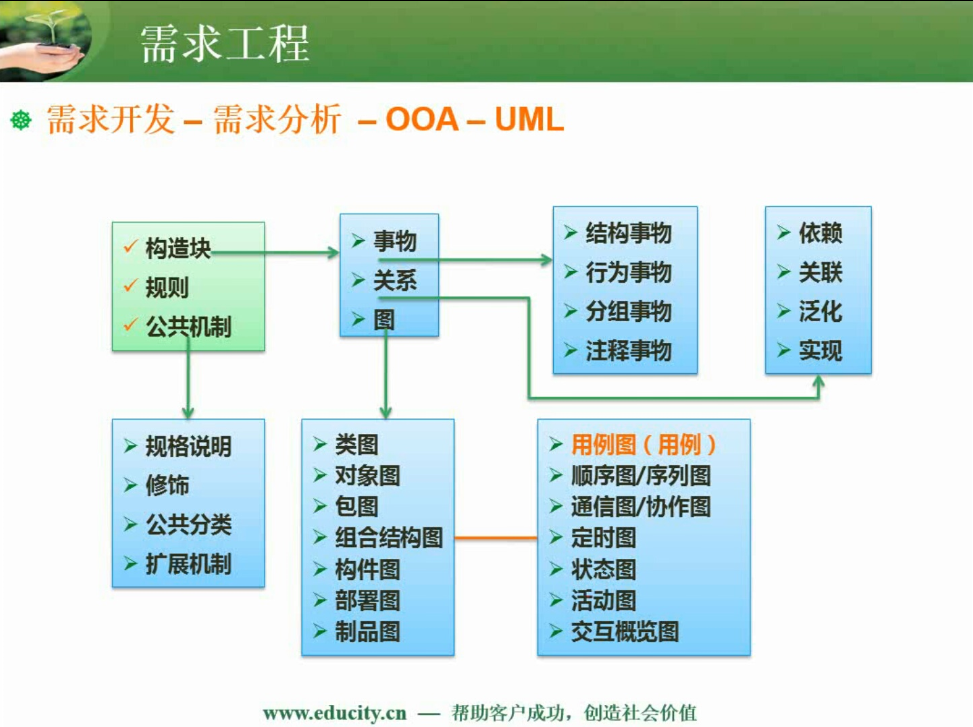 需求工程
需求开发 – 需求分析 – OOA – UML
构造块
规则
公共机制
事物
关系
图
结构事物
行为事物
分组事物
注释事物
依赖
关联
泛化
实现
规格说明
修饰
公共分类
扩展机制
类图
对象图
包图
组合结构图
构件图
部署图
制品图
用例图（用例）
顺序图/序列图
通信图/协作图
定时图
状态图
活动图
交互概览图
www.educity.cn — 帮助客户成功，创造社会价值